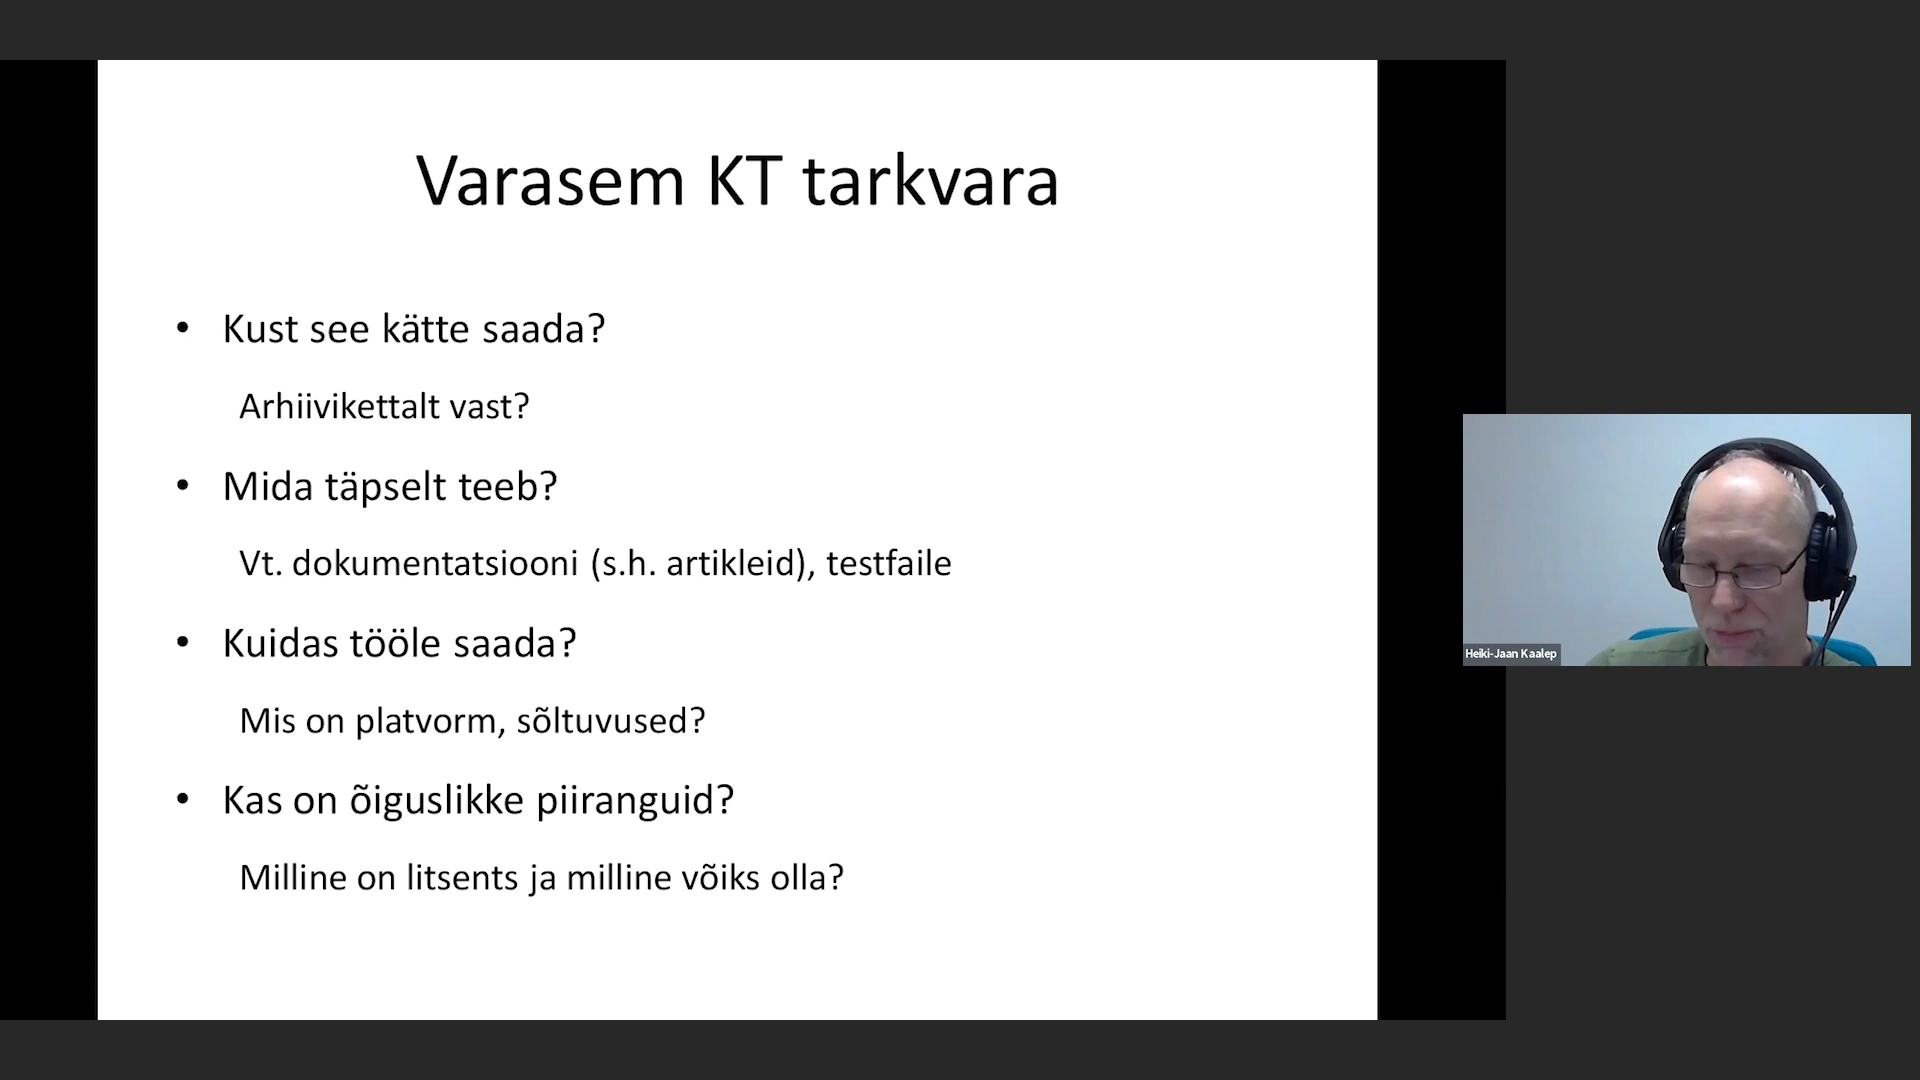 Varasem KT tarkvara
• Kust see kätte saada?
Arhiivikettalt vast?
• Mida täpselt teeb?
Vt. dokumentatsiooni (s.h. artikleid), testfaile
• Kuidas tööle saada?
Mis on platvorm, sõltuvused?
• Kas on õiguslikke piiranguid?
Milline on litsents ja milline võiks olla?
Heiki-Jaan Kaalep